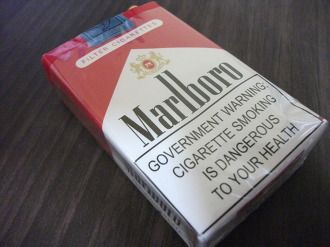 FILTER CIGARETTES
Marlboro
GOVERNMENT WARNING:
CIGARETTE SMOKING
IS DANGEROUS
TO YOUR HEALTH